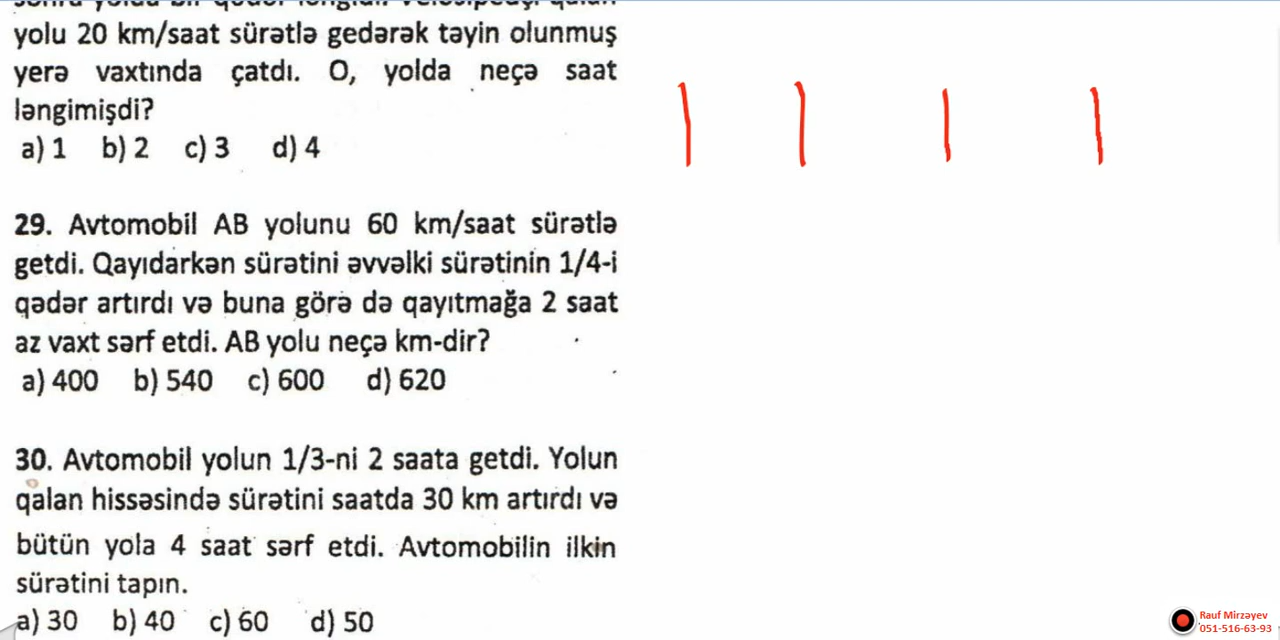 yolu 20 km/saat sürətlə gedərək təyin olunmuş
yerə vaxtında çatdı. O, yolda neçə saat
ləngimişdi?
a) 1 b) 2 c) 3 d) 4
29. Avtomobil AB yolunu 60 km/saat sürətlə
getdi. Qayıdarkən sürətini əvvəlki sürətinin 1/4-i
qədər artırdı və buna görə də qayıtmağa 2 saat
az vaxt sərf etdi. AB yolu neçə km-dir?
a) 400 b) 540 c) 600 d) 620
30. Avtomobil yolun 1/3-ni 2 saata getdi. Yolun
qalan hissəsində sürətini saatda 30 km artırdı və
bütün yola 4 saat sərf etdi. Avtomobilin ilkin
sürətini tapın.
a) 30 b) 40 c) 60 d) 50
Rauf Mirzəyev
051-516-63-93